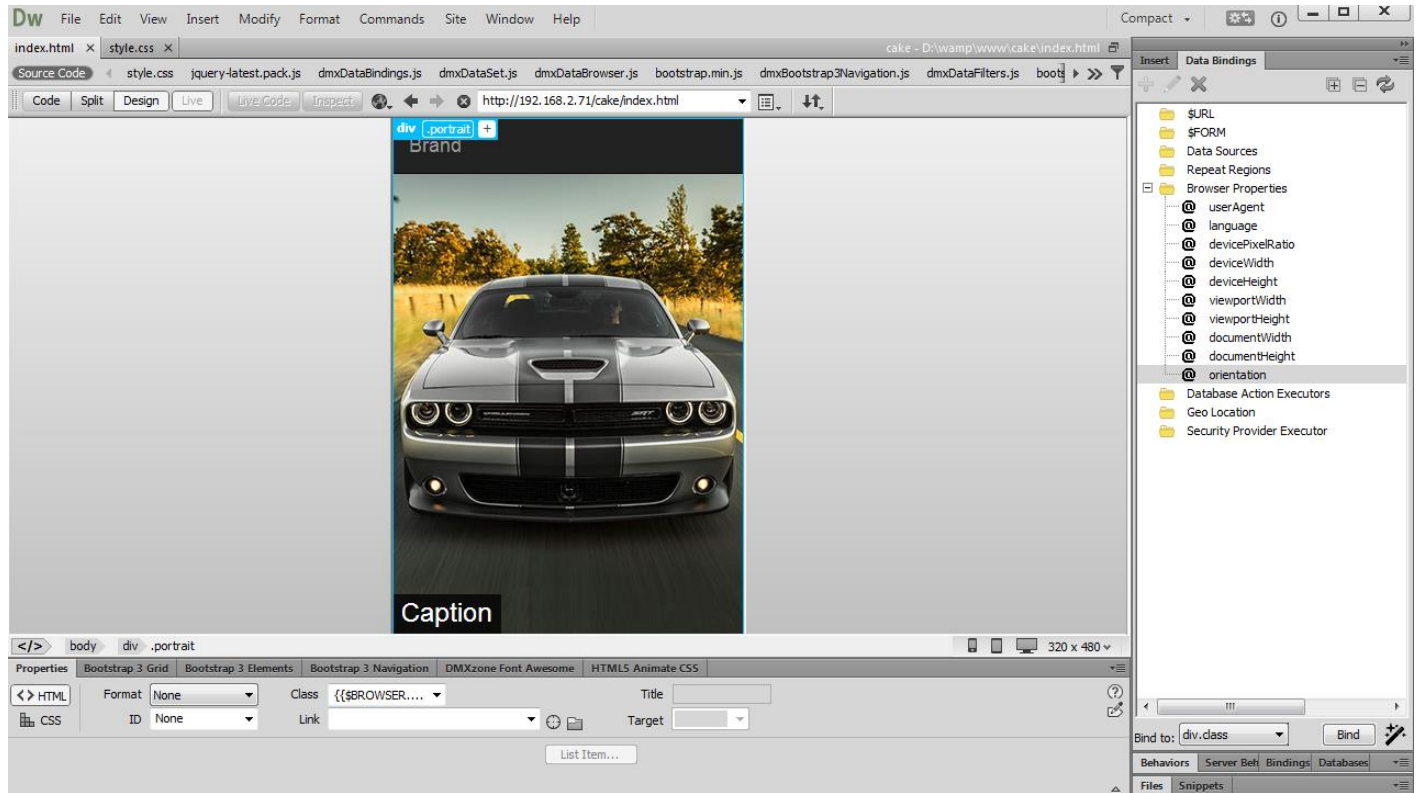 DW File Edit View Insert Modify Format Commands Site Window Help Compact
index.html × style.css × cake - D:\wamp\www\cake\index.html
Source Code style.css jquery-latest.pack.js dmxDataBindings.js dmxDataSet.js dmxDataBrowser.js bootstrap.min.js dmxBootstrap3Navigation.js dmxDataFilters.js boots
Code Split Design Live Live Code Inspect http://192.168.2.71/cake/index.html
div .portrait +
Brand
Caption
</> body div .portrait 320 x 480
Properties Bootstrap 3 Grid Bootstrap 3 Elements Bootstrap 3 Navigation DMXzone Font Awesome HTML5 Animate CSS
<> HTML Format None Class {{$BROWSER.... Title
CSS ID None Link Target
List Item...
Insert Data Bindings
$URL
$FORM
Data Sources
Repeat Regions
Browser Properties
@ userAgent
@ language
@ devicePixelRatio
@ deviceWidth
@ deviceHeight
@ viewportWidth
@ viewportHeight
@ documentWidth
@ documentHeight
@ orientation
Database Action Executors
Geo Location
Security Provider Executor
Bind to: div.class Bind
Behaviors Server Beh Bindings Databases
Files Snippets